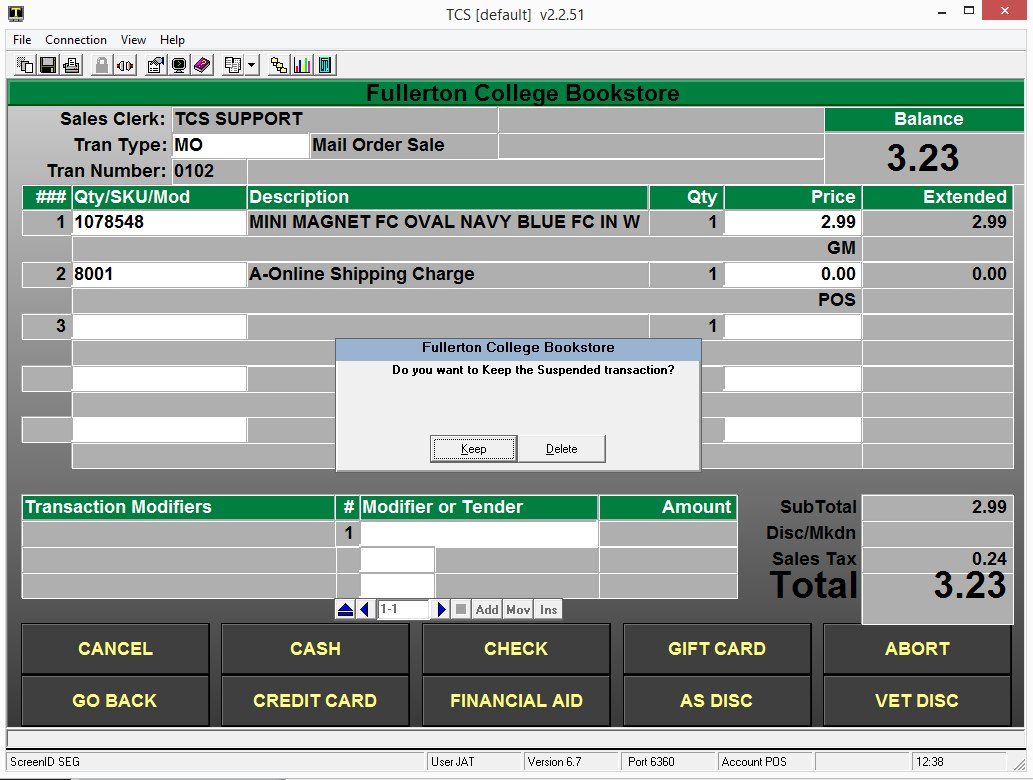 TCS [default] v2.2.51
File Connection View Help
Fullerton College Bookstore
Sales Clerk: TCS SUPPORT
Balance
Tran Type: MO Mail Order Sale
3.23
Tran Number: 0102
### Qty/SKU/Mod Description Qty Price Extended
1 1078548 MINI MAGNET FC OVAL NAVY BLUE FC IN W 1 2.99 2.99
GM
2 8001 A-Online Shipping Charge 1 0.00 0.00
POS
3 1
Fullerton College Bookstore
Do you want to Keep the Suspended transaction?
Keep Delete
Transaction Modifiers # Modifier or Tender Amount
SubTotal 2.99
1
Disc/Mkdn
Sales Tax 0.24
Total 3.23
1-1 Add Mov Ins
CANCEL CASH CHECK GIFT CARD ABORT
GO BACK CREDIT CARD FINANCIAL AID AS DISC VET DISC
ScreenID SEG User JAT Version 6.7 Port 6360 Account POS 12:38